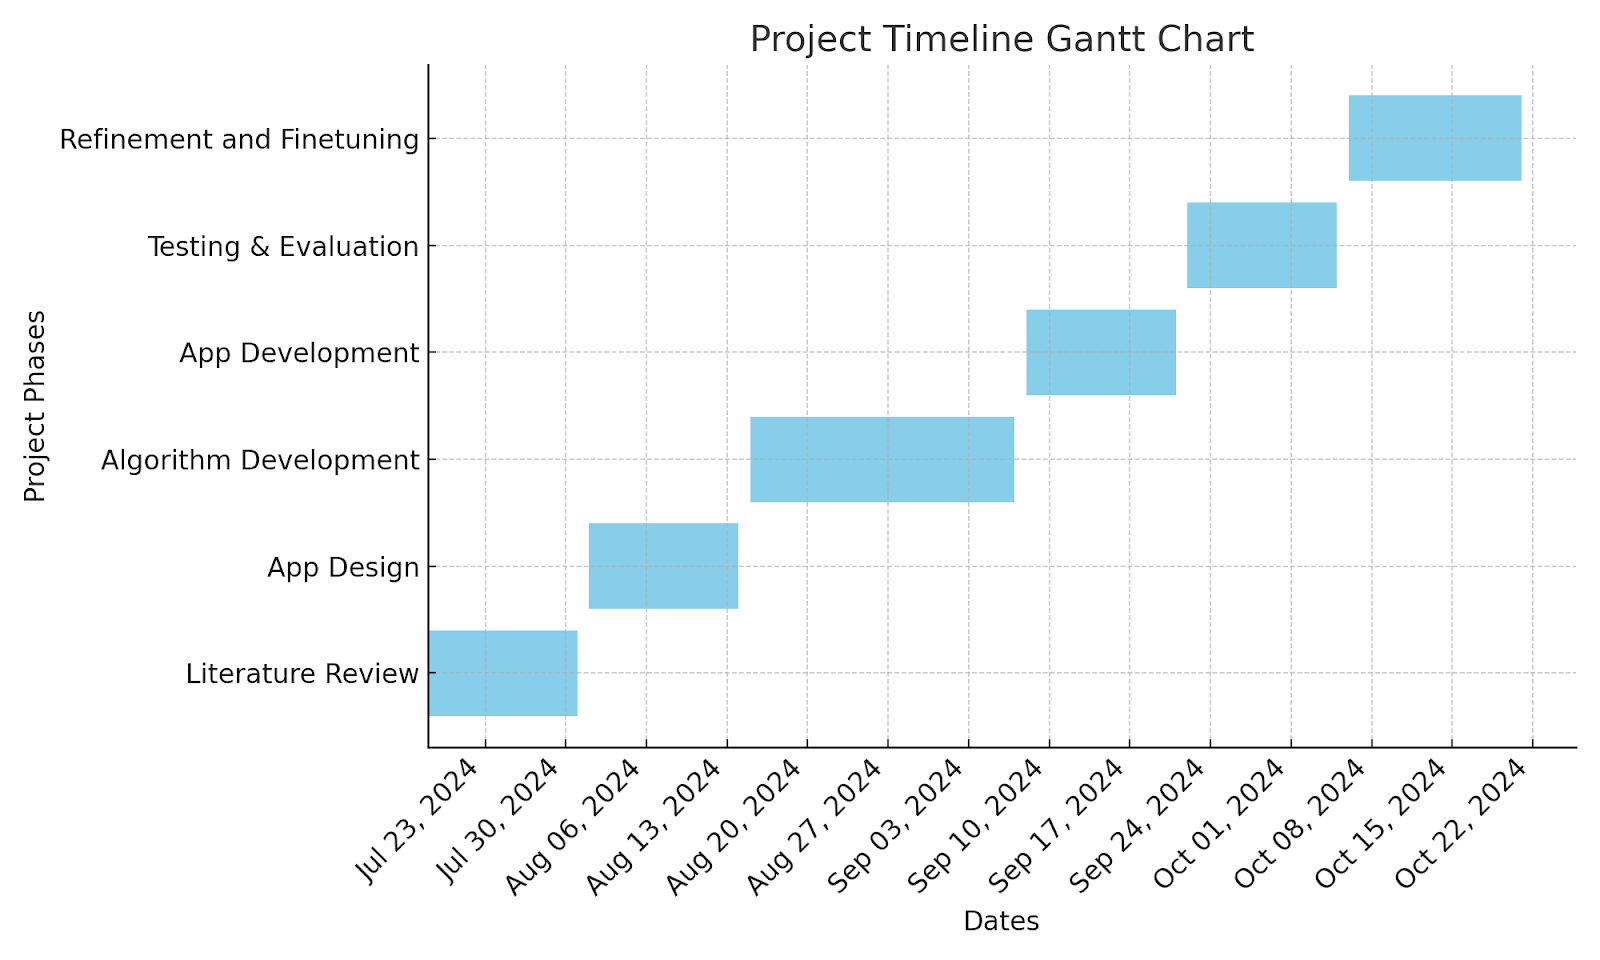 Project Timeline Gantt Chart
Refinement and Finetuning
Testing & Evaluation
App Development
Algorithm Development
App Design
Literature Review
Project Phases
Jul 23, 2024
Jul 30, 2024
Aug 06, 2024
Aug 13, 2024
Aug 20, 2024
Aug 27, 2024
Sep 03, 2024
Sep 10, 2024
Sep 17, 2024
Sep 24, 2024
Oct 01, 2024
Oct 08, 2024
Oct 15, 2024
Oct 22, 2024
Dates